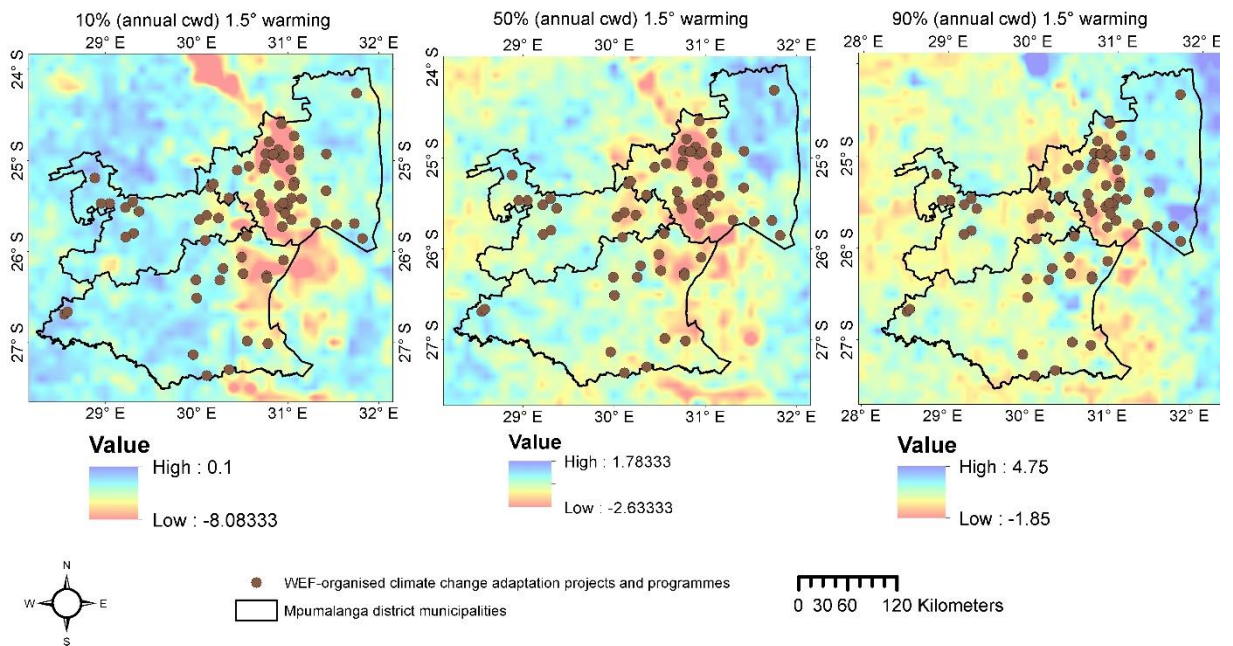 10% (annual cwd) 1.5° warming
50% (annual cwd) 1.5° warming
90% (annual cwd) 1.5° warming
29° E 30° E 31° E 32° E
29° E 30° E 31° E 32° E
28° E 29° E 30° E 31° E 32° E
24° S
25° S
26° S
27° S
24° S
25° S
26° S
27° S
24° S
25° S
26° S
27° S
29° E 30° E 31° E 32° E
29° E 30° E 31° E 32° E
28° E 29° E 30° E 31° E 32° E
Value
High : 0.1
Low : -8.08333
Value
High : 1.78333
Low : -2.63333
Value
High : 4.75
Low : -1.85
N
W E
S
WEF-organised climate change adaptation projects and programmes
Mpumalanga district municipalities
0 30 60 120 Kilometers